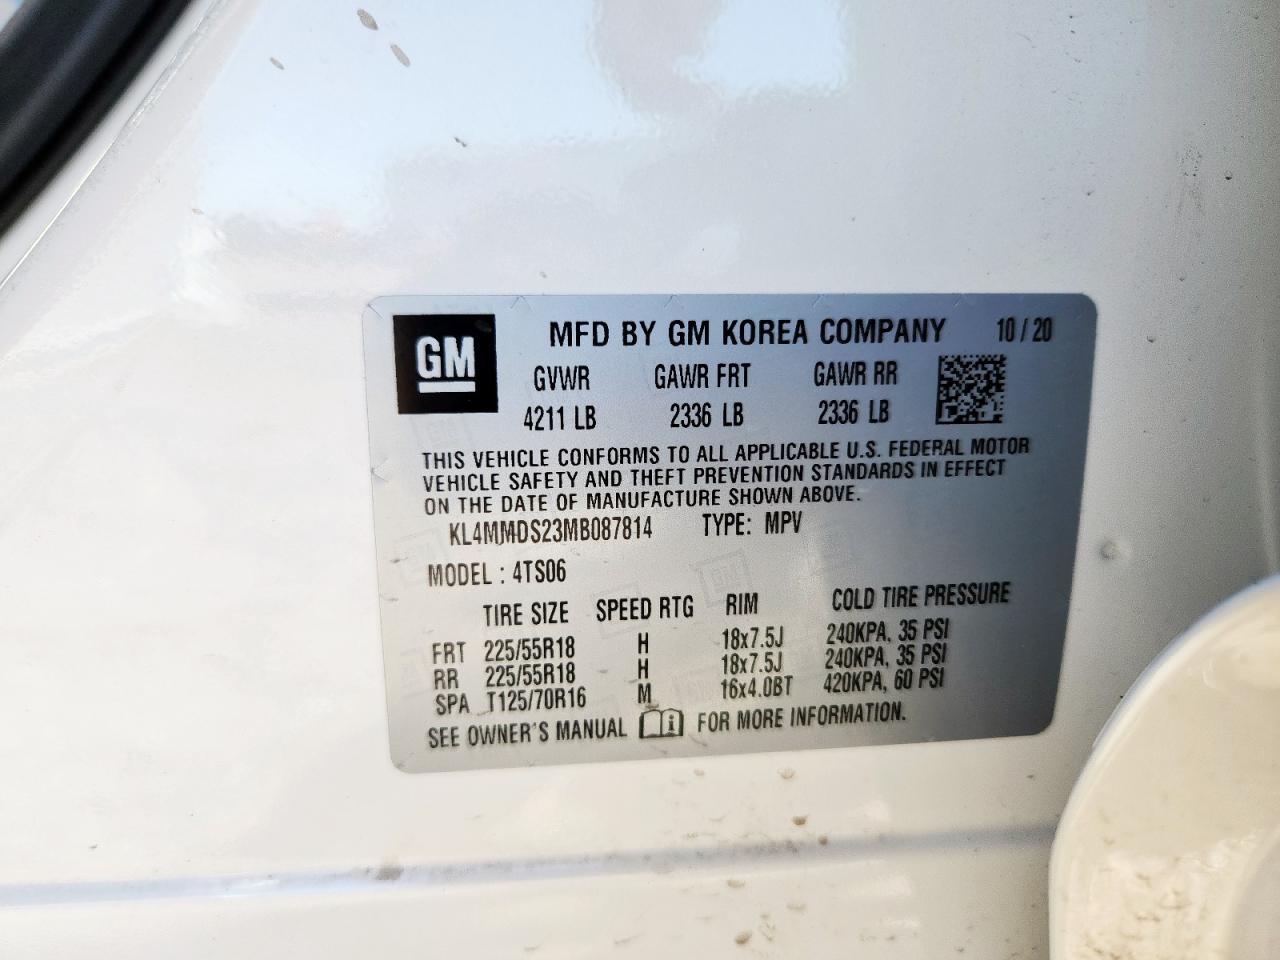 GM MFD BY GM KOREA COMPANY 10 / 20
GVWR GAWR FRT GAWR RR
4211 LB 2336 LB 2336 LB
THIS VEHICLE CONFORMS TO ALL APPLICABLE U.S. FEDERAL MOTOR
VEHICLE SAFETY AND THEFT PREVENTION STANDARDS IN EFFECT
ON THE DATE OF MANUFACTURE SHOWN ABOVE.
KL4MMDS23MB087814 TYPE: MPV
MODEL : 4TS06
TIRE SIZE SPEED RTG RIM COLD TIRE PRESSURE
FRT 225/55R18 H 18x7.5J 240KPA, 35 PSI
RR 225/55R18 H 18x7.5J 240KPA, 35 PSI
SPA T125/70R16 M 16x4.0BT 420KPA, 60 PSI
SEE OWNER'S MANUAL i FOR MORE INFORMATION.